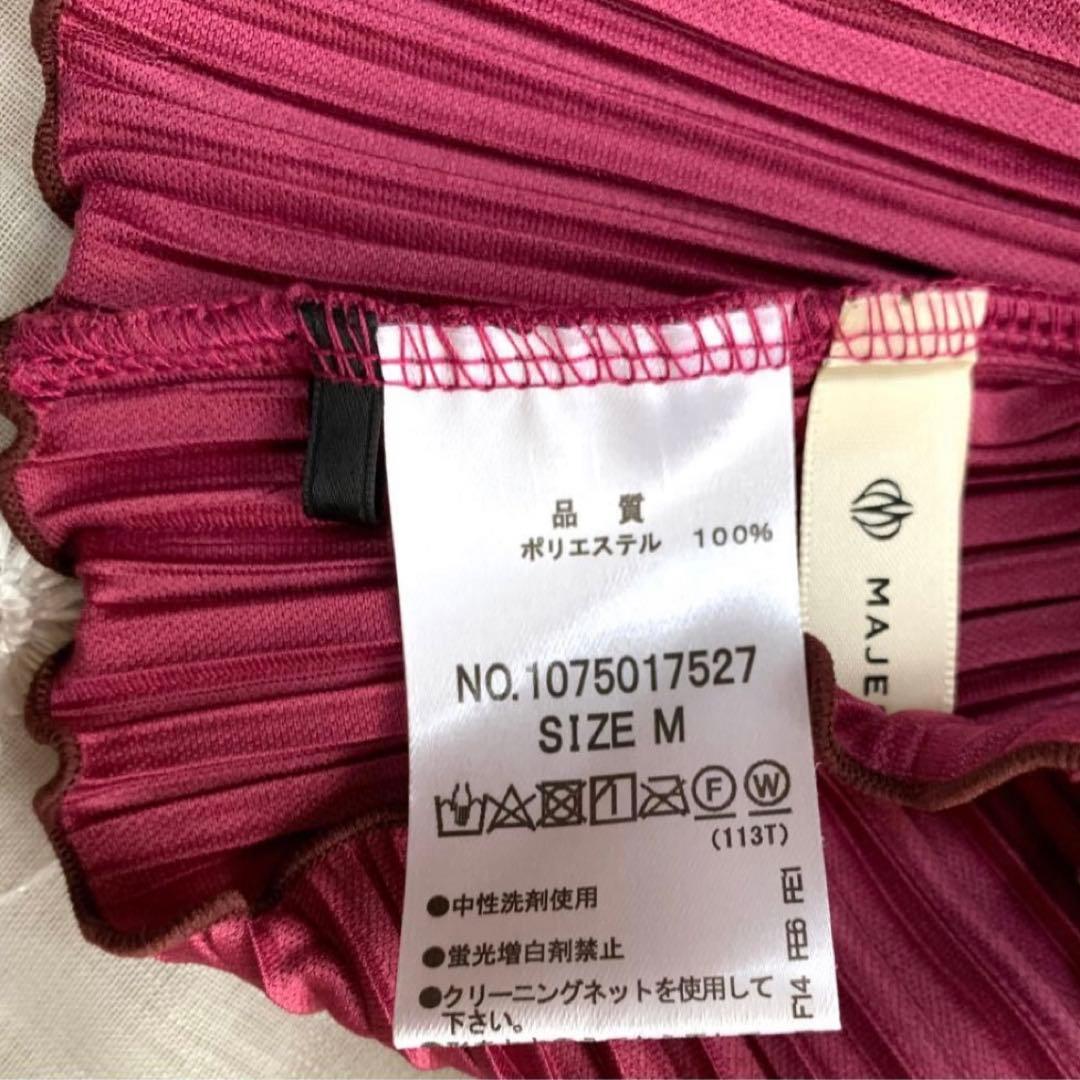 品 質
ポリエステル 100%
NO.1075017527
SIZE M
F W
(113T)
●中性洗剤使用
●蛍光増白剤禁止
●クリーニングネットを使用して
下さい。
F14 FE6 FE1
MAJE